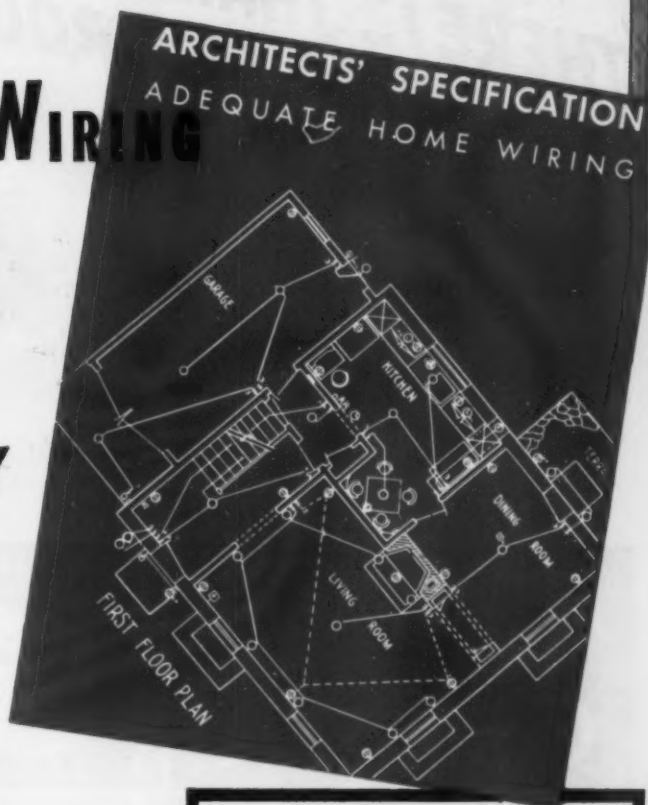 ARCHITECTS' SPECIFICATION
ADEQUATE HOME WIRING
WIRING
GARAGE
KITCHEN
DINING ROOM
LIVING ROOM
FIRST FLOOR PLAN